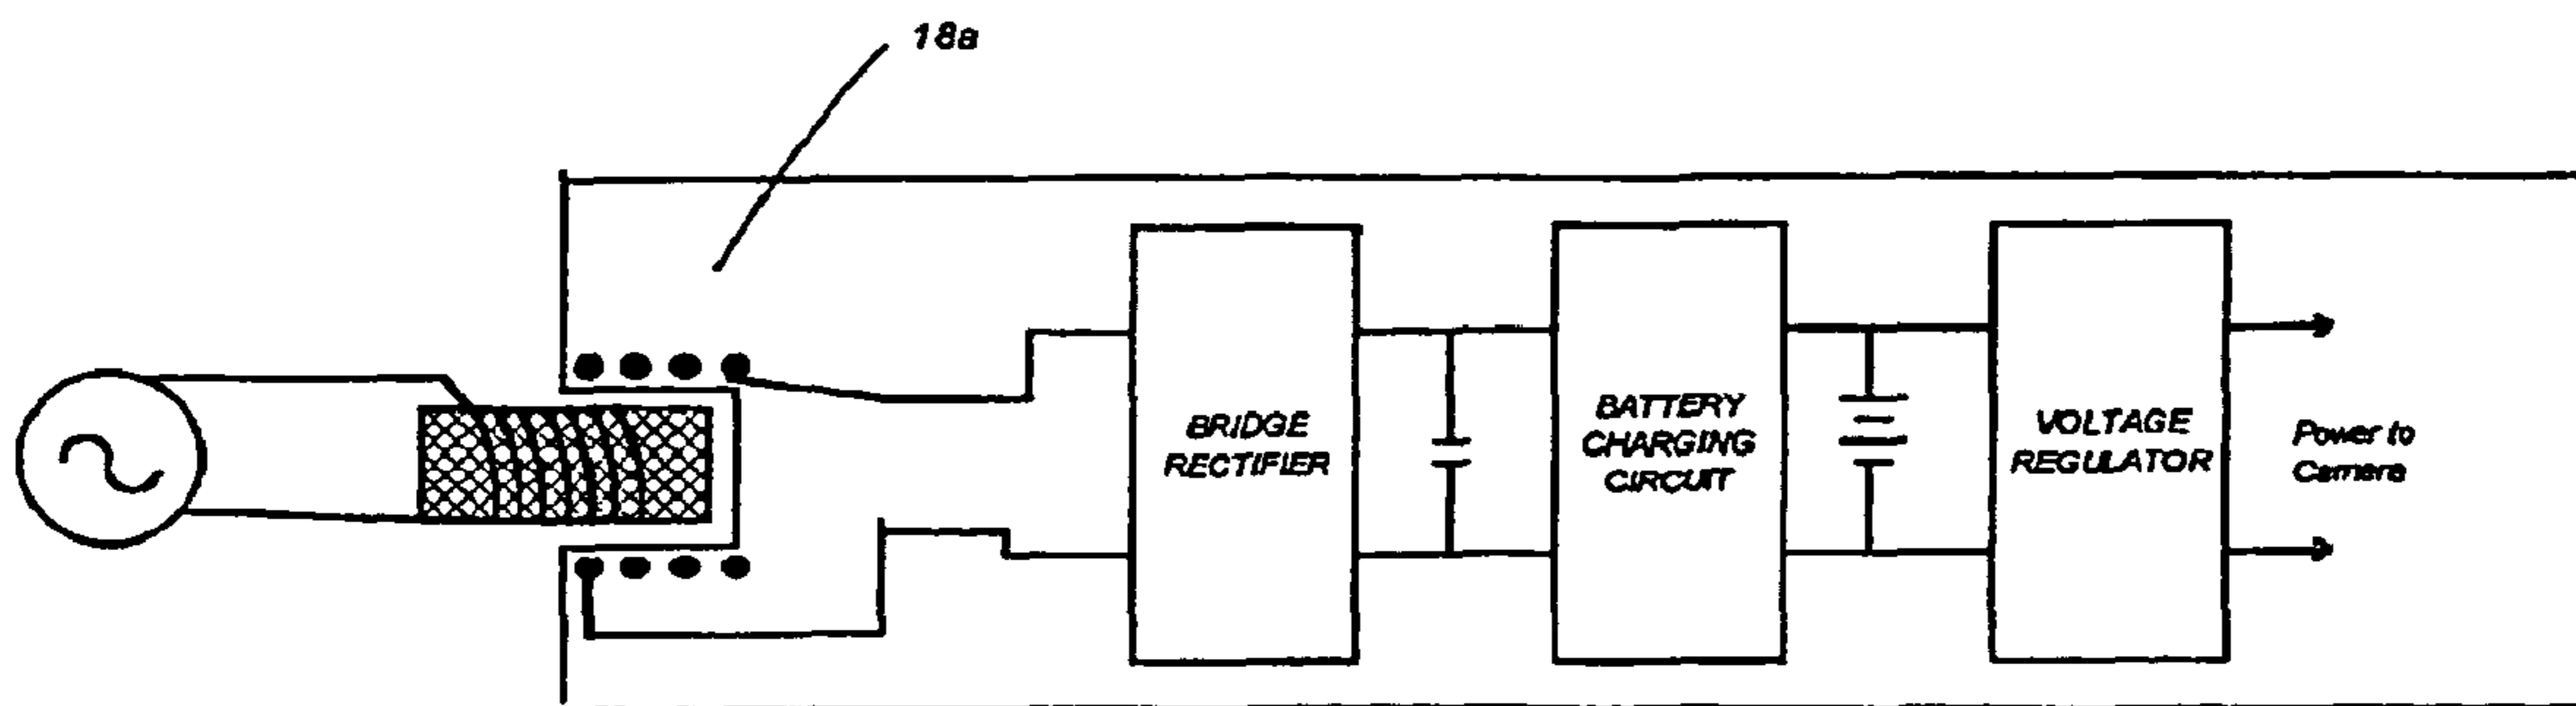 18a
BRIDGE
RECTIFIER
BATTERY
CHARGING
CIRCUIT
VOLTAGE
REGULATOR
Power to
Camera